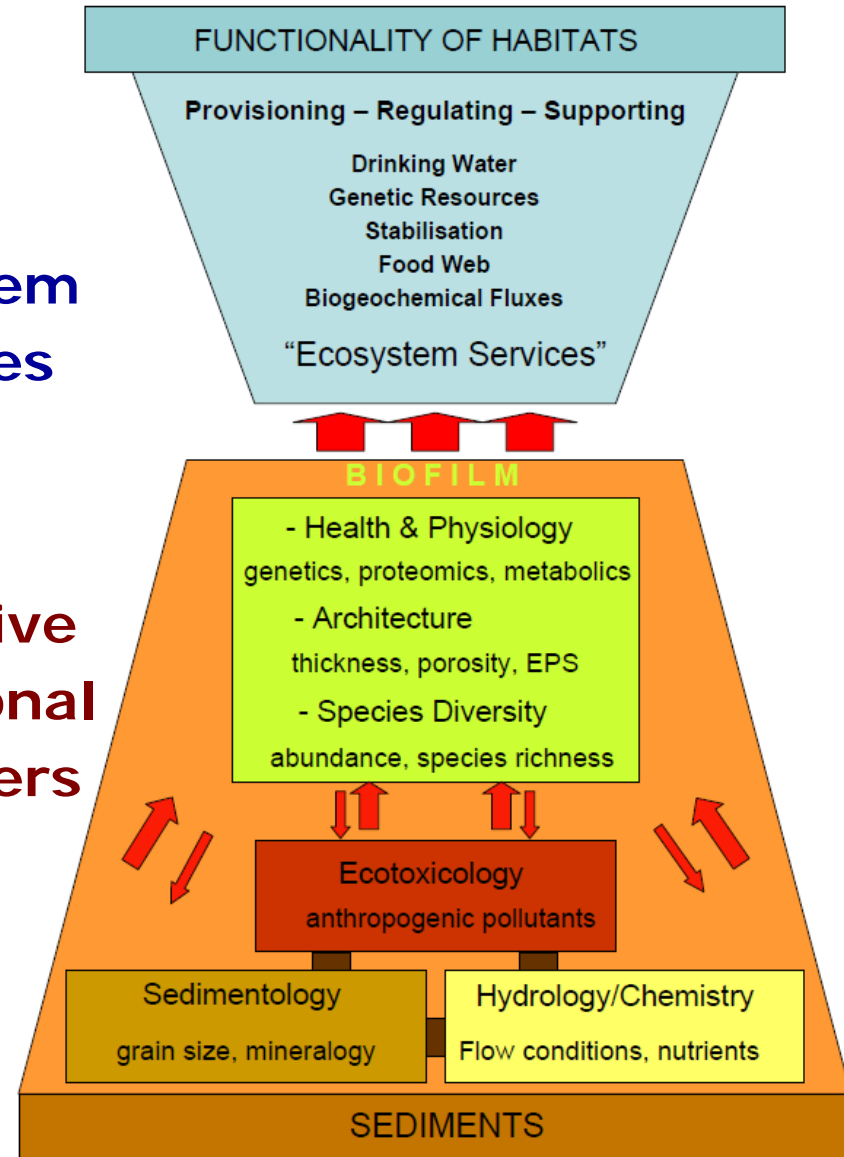 FUNCTIONALITY OF HABITATS
Provisioning – Regulating – Supporting
Drinking Water
Genetic Resources
Stabilisation
Food Web
Biogeochemical Fluxes
“Ecosystem Services”
em
es
BIOFILM
- Health & Physiology
genetics, proteomics, metabolics
- Architecture
thickness, porosity, EPS
- Species Diversity
abundance, species richness
ive
onal
ers
Ecotoxicology
anthropogenic pollutants
Sedimentology
grain size, mineralogy
Hydrology/Chemistry
Flow conditions, nutrients
SEDIMENTS